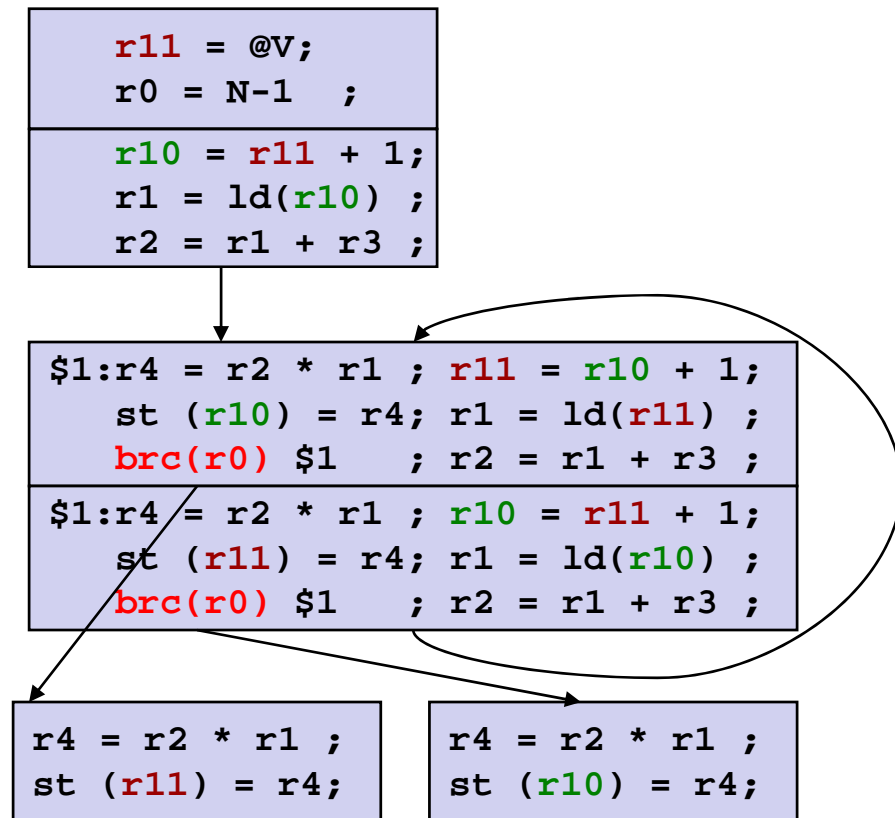 r11 = @V;
r0 = N-1 ;
r10 = r11 + 1;
r1 = ld(r10) ;
r2 = r1 + r3 ;
$1:r4 = r2 * r1 ; r11 = r10 + 1;
st (r10) = r4; r1 = ld(r11) ;
brc(r0) $1 ; r2 = r1 + r3 ;
$1:r4 = r2 * r1 ; r10 = r11 + 1;
st (r11) = r4; r1 = ld(r10) ;
brc(r0) $1 ; r2 = r1 + r3 ;
r4 = r2 * r1 ;
st (r11) = r4;
r4 = r2 * r1 ;
st (r10) = r4;